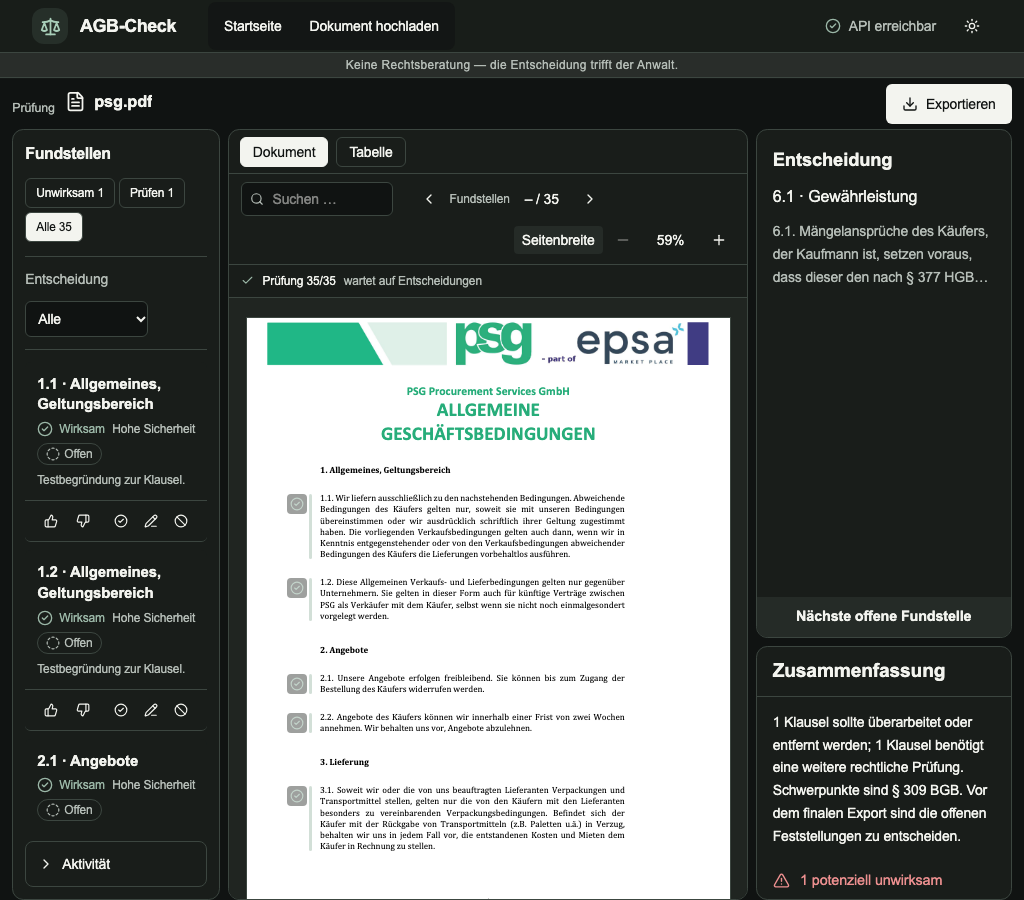 AGB-Check
Startseite
Dokument hochladen
API erreichbar
Keine Rechtsberatung — die Entscheidung trifft der Anwalt.
Prüfung
psg.pdf
Exportieren
Fundstellen
Unwirksam 1
Prüfen 1
Alle 35
Entscheidung
Alle
1.1 · Allgemeines,
Geltungsbereich
Wirksam Hohe Sicherheit
Offen
Testbegründung zur Klausel.
1.2 · Allgemeines,
Geltungsbereich
Wirksam Hohe Sicherheit
Offen
Testbegründung zur Klausel.
2.1 · Angebote
Wirksam Hohe Sicherheit
Offen
Aktivität
Dokument
Tabelle
Suchen …
Fundstellen – / 35
Seitenbreite
59%
Prüfung 35/35 wartet auf Entscheidungen
psg
- part of
epsa
MARKET PLACE
PSG Procurement Services GmbH
ALLGEMEINE
GESCHÄFTSBEDINGUNGEN
1. Allgemeines, Geltungsbereich
1.1. Wir liefern ausschließlich zu den nachstehenden Bedingungen. Abweichende
Bedingungen des Käufers gelten nur, soweit sie mit unseren Bedingungen
übereinstimmen oder wir ausdrücklich schriftlich ihrer Geltung zugestimmt
haben. Die vorliegenden Verkaufsbedingungen gelten auch dann, wenn wir in
Kenntnis entgegenstehender oder von den Verkaufsbedingungen abweichender
Bedingungen des Käufers die Lieferungen vorbehaltlos ausführen.
1.2. Diese Allgemeinen Verkaufs- und Lieferbedingungen gelten nur gegenüber
Unternehmern. Sie gelten in dieser Form auch für künftige Verträge zwischen
PSG als Verkäufer mit dem Käufer, selbst wenn sie nicht noch einmalgesondert
vorgelegt werden.
2. Angebote
2.1. Unsere Angebote erfolgen freibleibend. Sie können bis zum Zugang der
Bestellung des Käufers widerrufen werden.
2.2. Angebote des Käufers können wir innerhalb einer Frist von zwei Wochen
annehmen. Wir behalten uns vor, Angebote abzulehnen.
3. Lieferung
3.1. Soweit wir oder die von uns beauftragten Lieferanten Verpackungen und
Transportmittel stellen, gelten nur die von den Käufern mit den Lieferanten
besonders zu vereinbarenden Verpackungsbedingungen. Befindet sich der
Käufer mit der Rückgabe von Transportmitteln (z.B. Paletten u.ä.) in Verzug,
behalten wir uns in jedem Fall vor, die entstandenen Kosten und Mieten dem
Käufer in Rechnung zu stellen.
Entscheidung
6.1 · Gewährleistung
6.1. Mängelansprüche des Käufers,
der Kaufmann ist, setzen voraus,
dass dieser den nach § 377 HGB…
Nächste offene Fundstelle
Zusammenfassung
1 Klausel sollte überarbeitet oder
entfernt werden; 1 Klausel benötigt
eine weitere rechtliche Prüfung.
Schwerpunkte sind § 309 BGB. Vor
dem finalen Export sind die offenen
Feststellungen zu entscheiden.
1 potenziell unwirksam